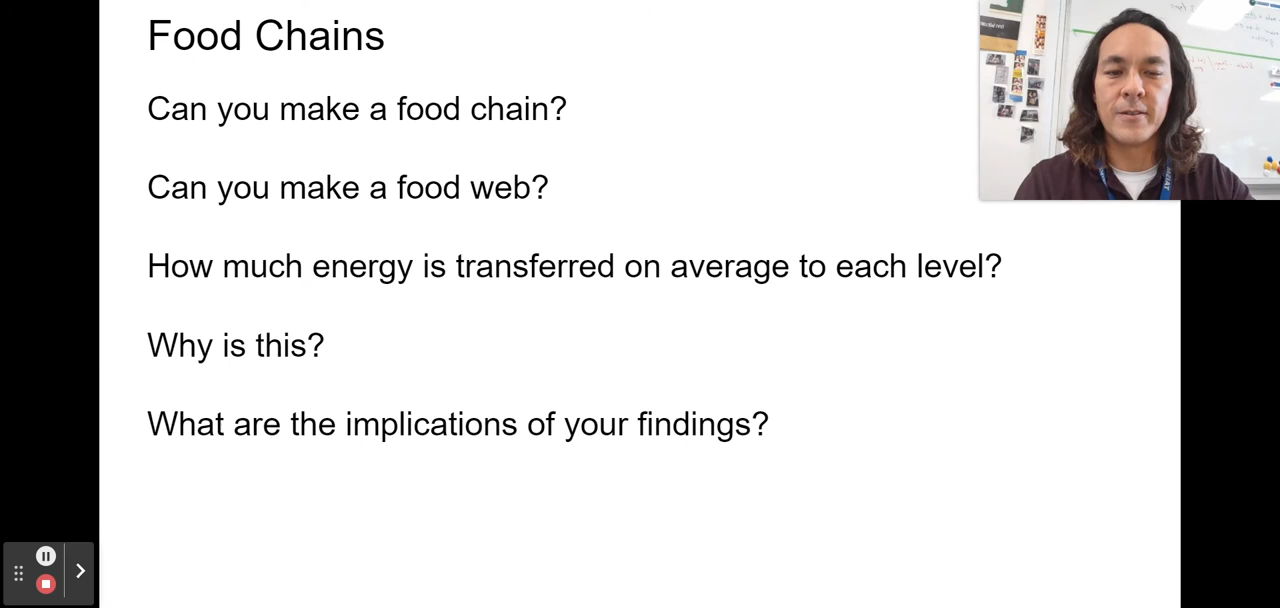 Food Chains
Can you make a food chain?
Can you make a food web?
How much energy is transferred on average to each level?
Why is this?
What are the implications of your findings?